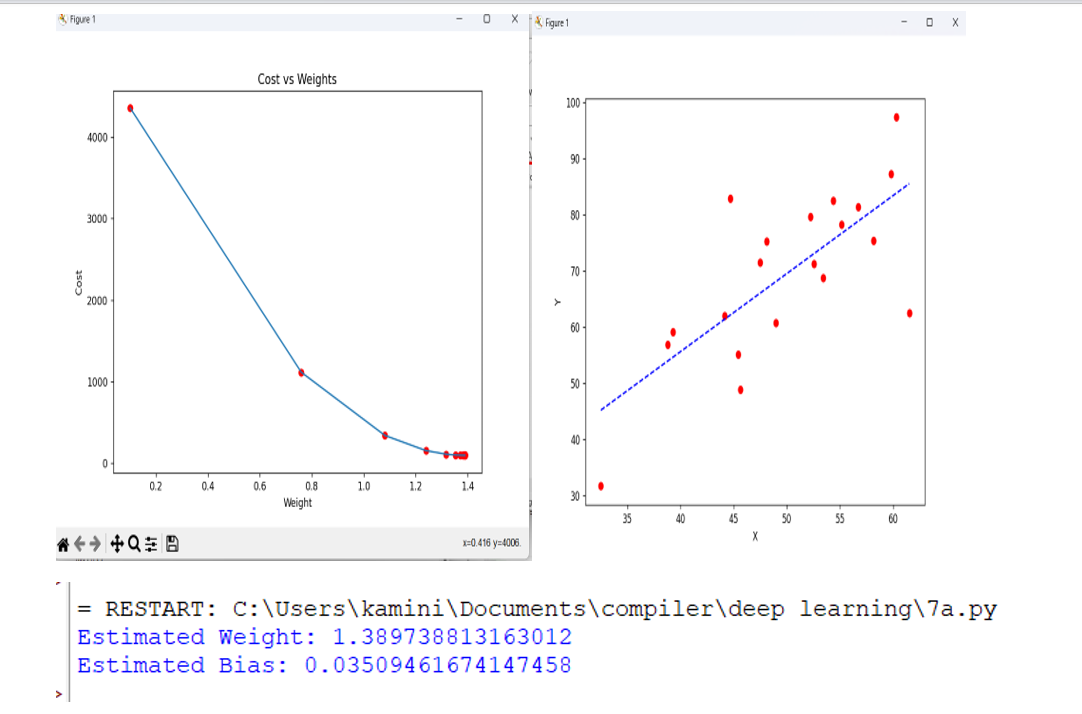 Figure 1
Cost vs Weights
4000
3000
2000
1000
0
Cost
0.2 0.4 0.6 0.8 1.0 1.2 1.4
Weight
x=0.416 y=4006.
Figure 1
100
90
80
70
60
50
40
30
Y
35 40 45 50 55 60
X
= RESTART: C:\Users\kamini\Documents\compiler\deep learning\7a.py
Estimated Weight: 1.389738813163012
Estimated Bias: 0.03509461674147458
>